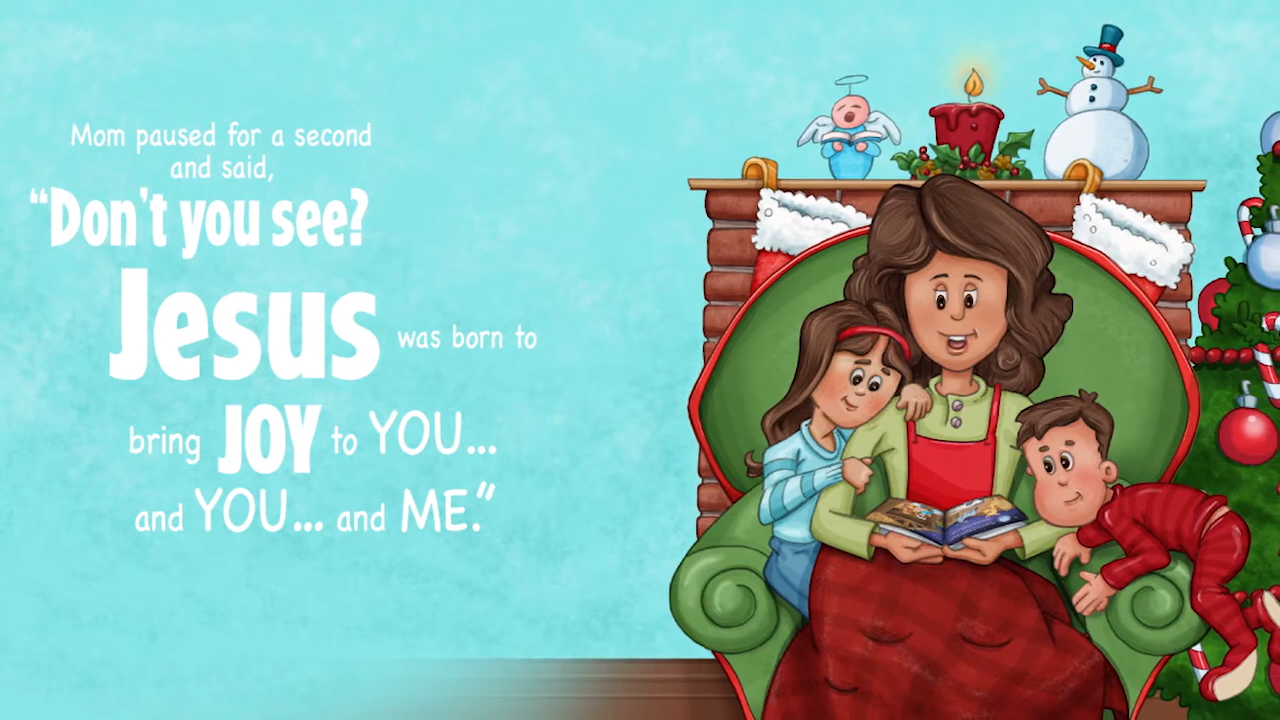 Mom paused for a second
and said,
“Don't you see?
Jesus was born to
bring JOY to YOU...
and YOU... and ME.”